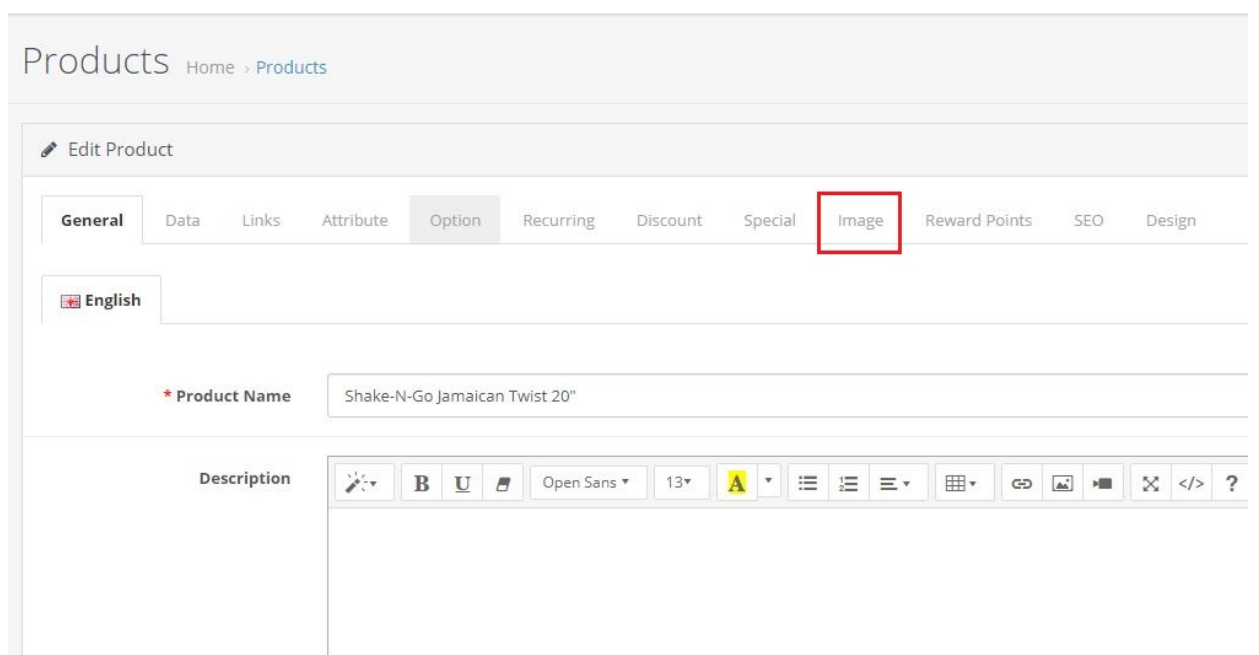 Products Home › Products
Edit Product
General Data Links Attribute Option Recurring Discount Special Image Reward Points SEO Design
English
* Product Name Shake-N-Go Jamaican Twist 20"
Description B U Open Sans 13 A </> ?